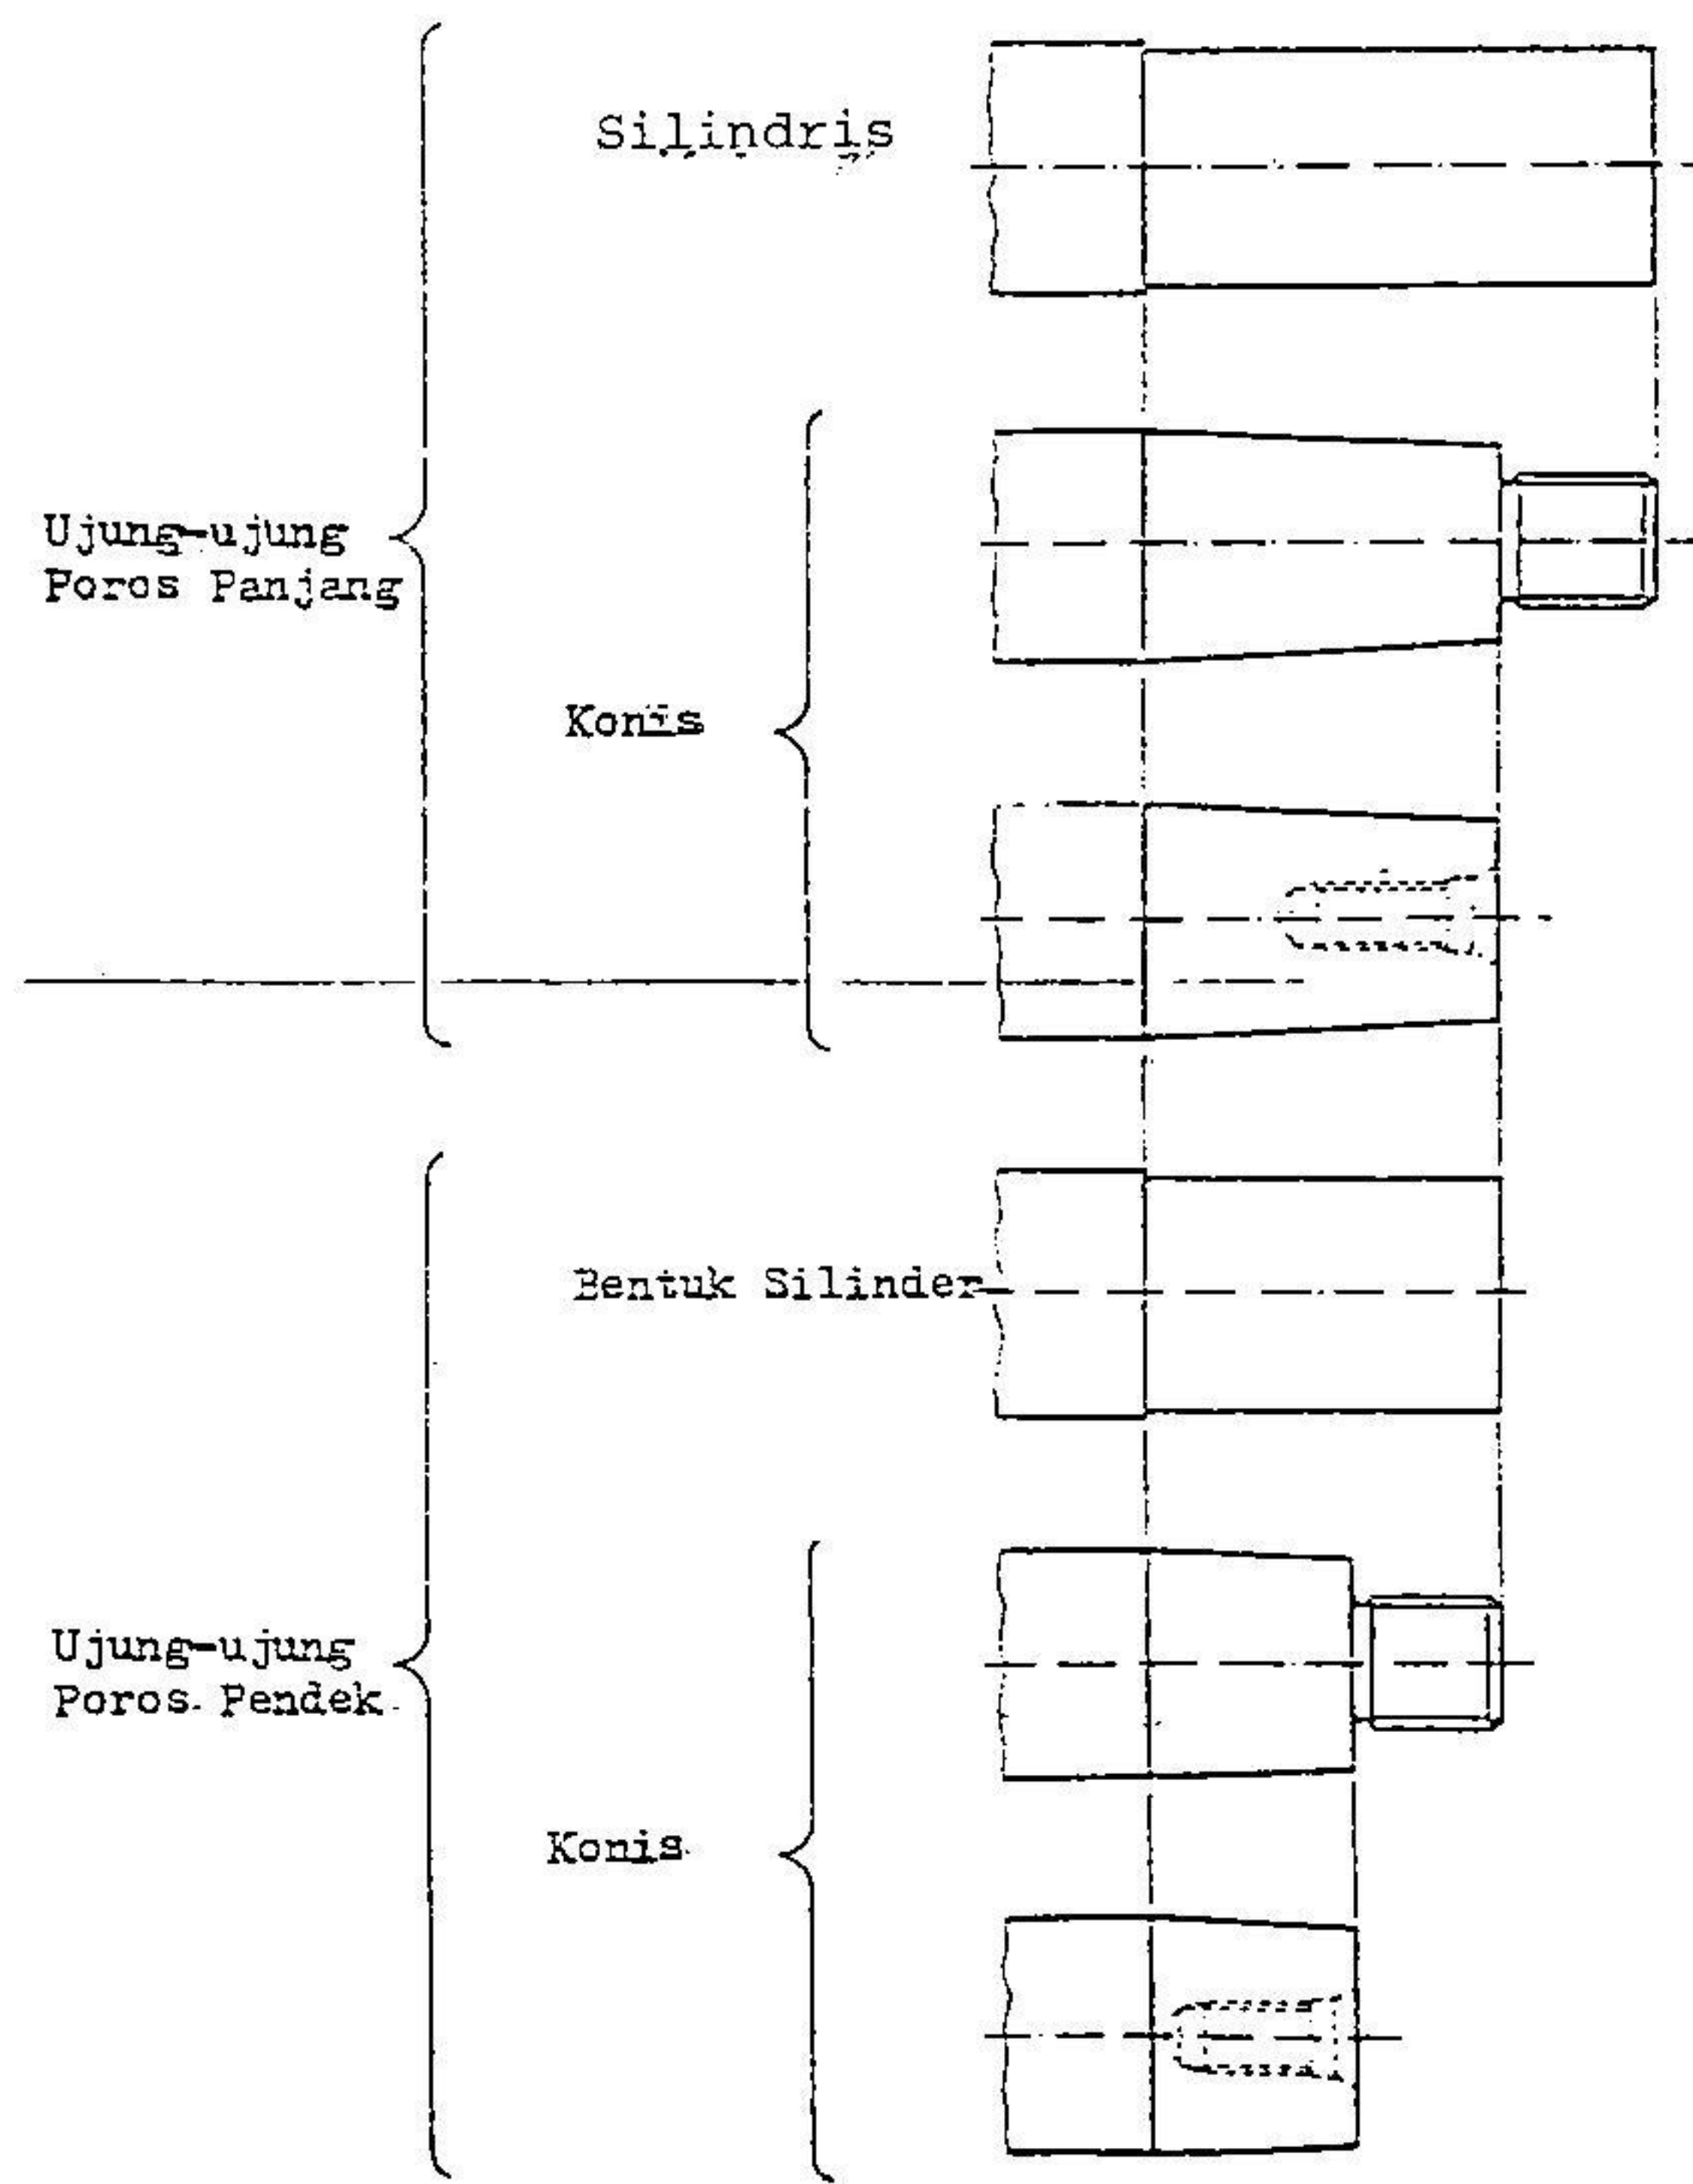 Silindris
Ujung-ujung
Poros Panjang
Konis
Bentuk Silinder
Ujung-ujung
Poros Pendek
Konis